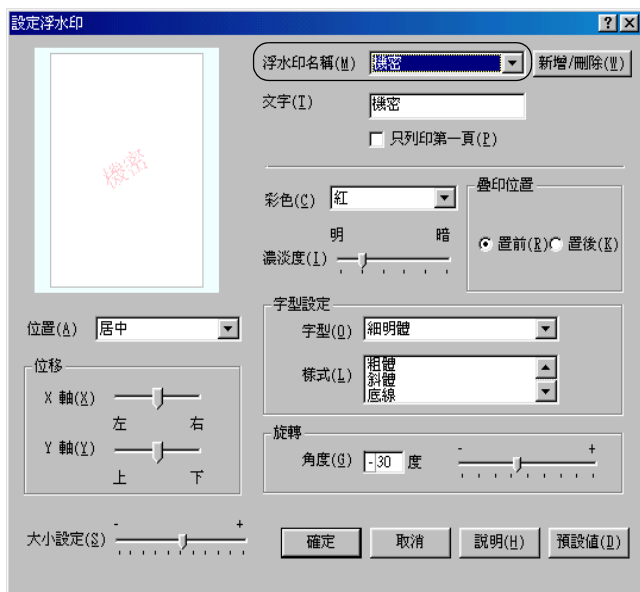 設定浮水印
浮水印名稱(M) 機密 新增/刪除(W)
文字(T) 機密
只列印第一頁(P)
機密
彩色(C) 紅
疊印位置
明 暗
置前(R) 置後(K)
濃淡度(I)
字型設定
位置(A) 居中
字型(O) 細明體
位移
樣式(L) 粗體
斜體
底線
X 軸(X)
左 右
旋轉
Y 軸(Y)
角度(G) -30 度 - +
上 下
大小設定(S) - +
確定 取消 說明(H) 預設值(D)